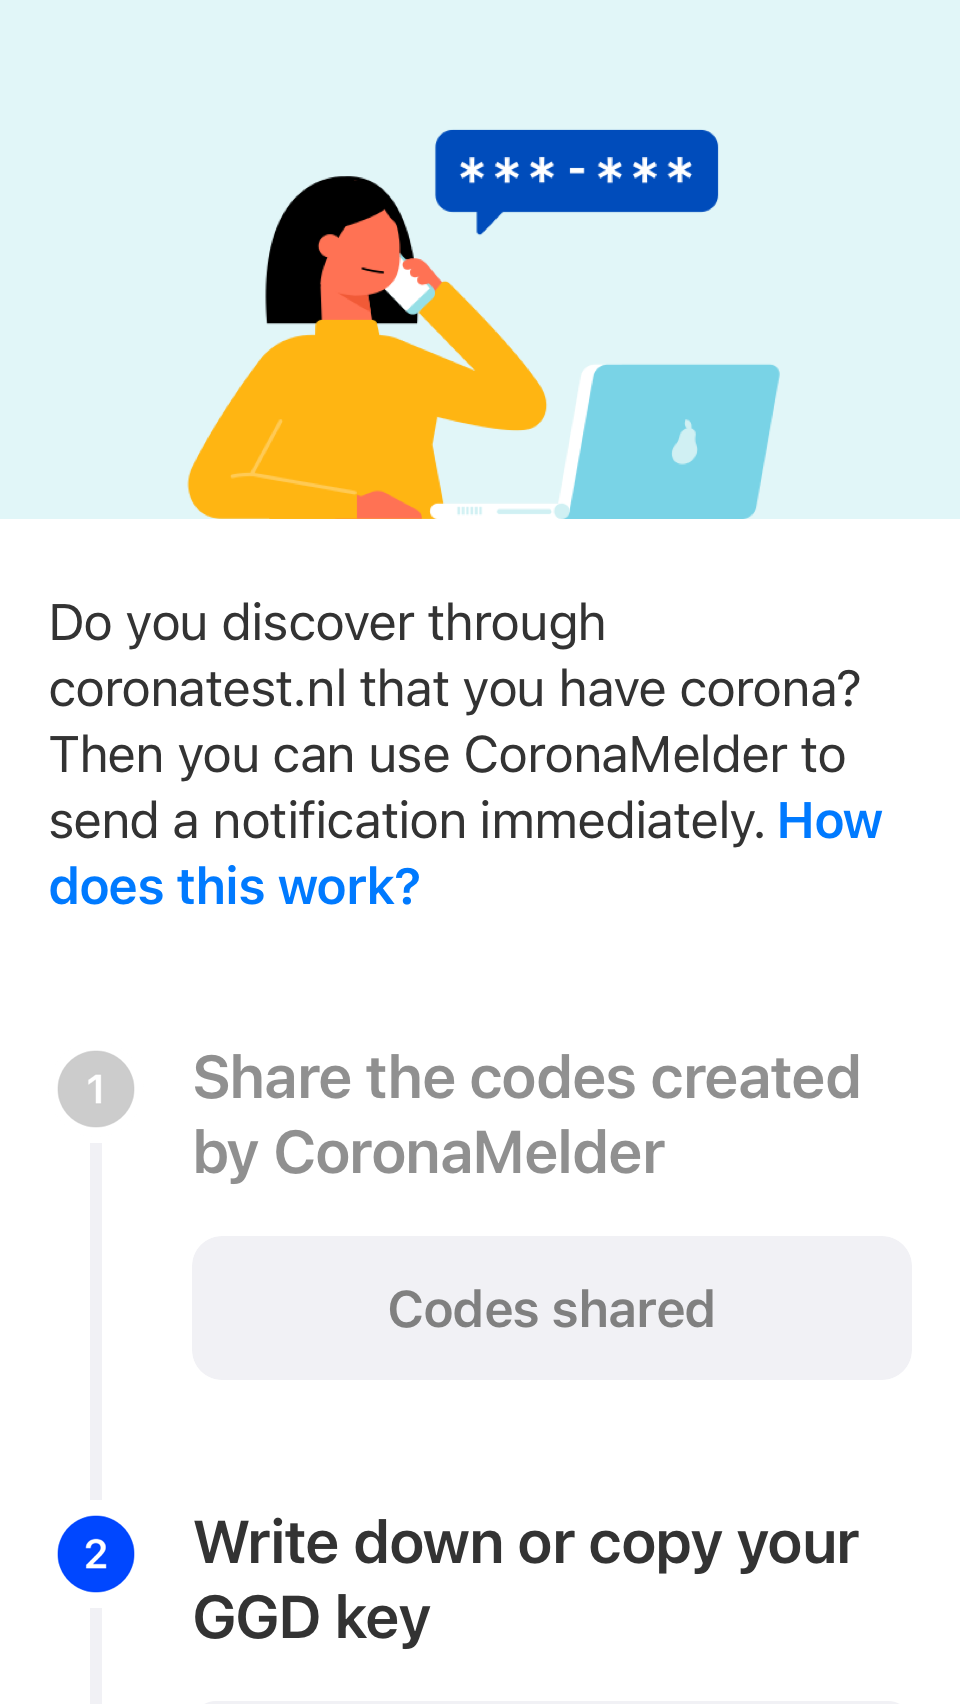 ***-***
Do you discover through
coronatest.nl that you have corona?
Then you can use CoronaMelder to
send a notification immediately. How
does this work?
1
Share the codes created
by CoronaMelder
Codes shared
2
Write down or copy your
GGD key